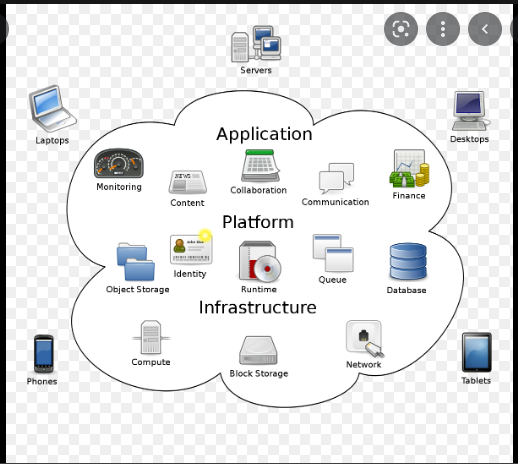 Servers
Laptops
Desktops
Application
Monitoring
NEWS
Content
Collaboration
Communication
Finance
Platform
Object Storage
Identity
Runtime
Queue
Database
Infrastructure
Compute
Block Storage
Network
Phones
Tablets